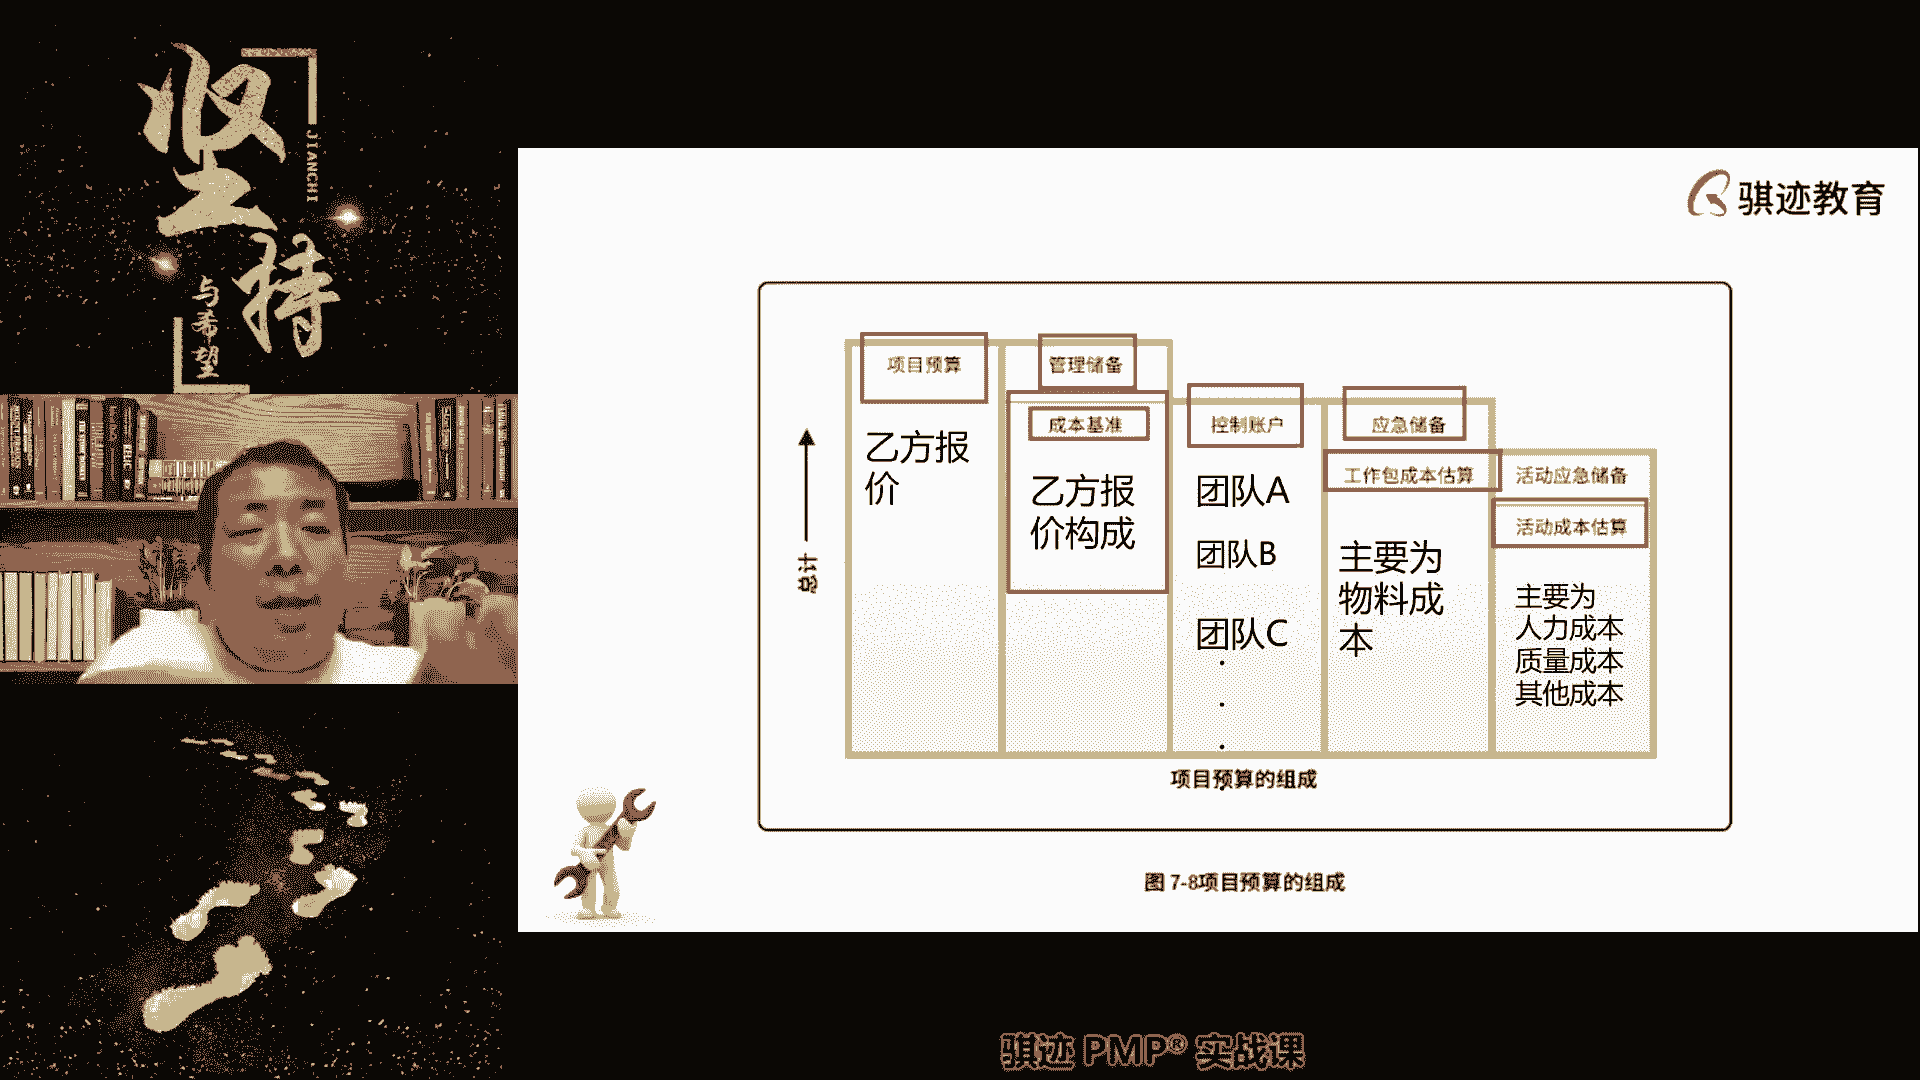 坚持
JIANCHI
与希望
骐迹教育
项目预算
管理储备
成本基准
控制账户
应急储备
工作包成本估算
活动应急储备
活动成本估算
乙方报
价
乙方报
价构成
团队A
团队B
团队C
主要为
物料成
本
主要为
人力成本
质量成本
其他成本
总计
项目预算的组成
图 7-8项目预算的组成
骐迹 PMP® 实战课